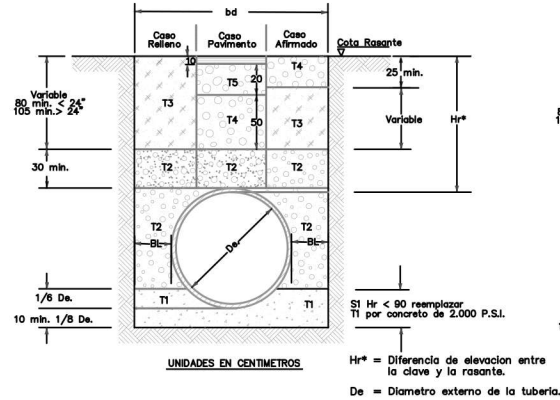 bd
Caso
Relleno
Caso
Pavimento
Caso
Afirmado
Cota Rasante
10
T5
20
T4
25 min.
Variable
80 min. < 24"
105 min.> 24"
T3
T4
50
T3
Variable
Hr*
30 min.
T2
T2
T2
T2
BL
De.
T2
BL
1/6 De.
T1
T1
10 min. 1/8 De.
S1 Hr < 90 reemplazar
T1 por concreto de 2.000 P.S.I.
UNIDADES EN CENTIMETROS
Hr* = Diferencia de elevacion entre
la clave y la rasante.
De = Diametro externo de la tuberia.